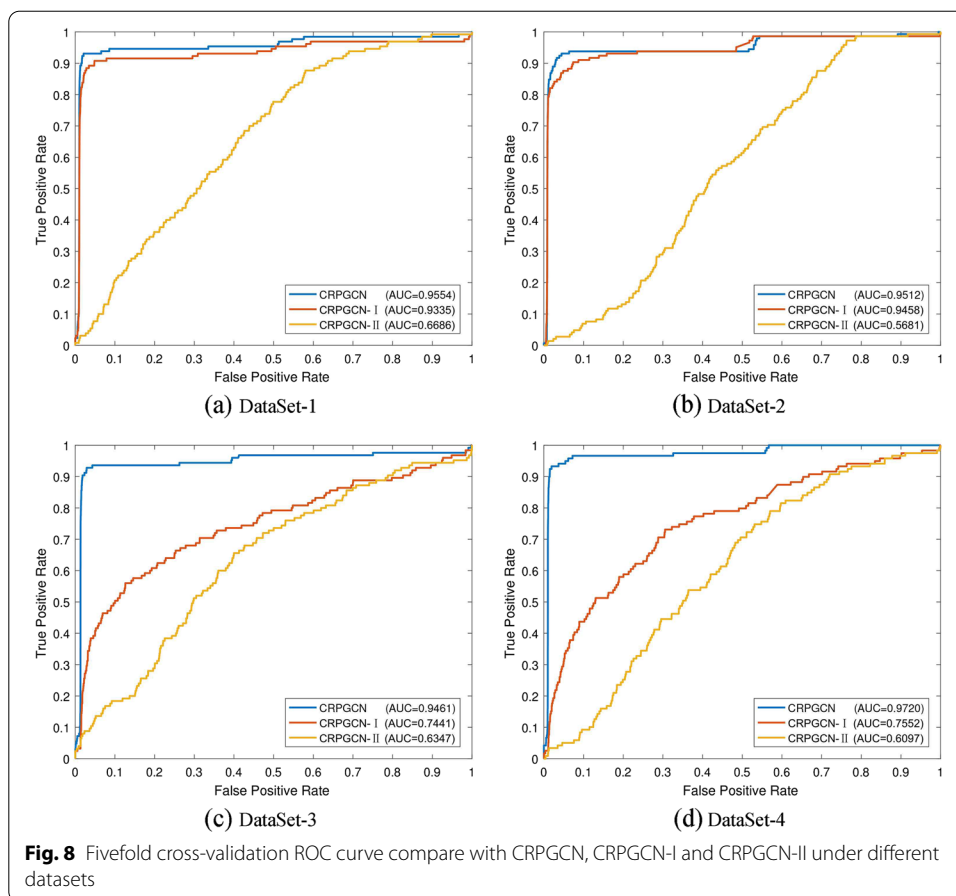 1
0.9
0.8
0.7
0.6
0.5
0.4
0.3
0.2
0.1
0
True Positive Rate
0 0.1 0.2 0.3 0.4 0.5 0.6 0.7 0.8 0.9 1
False Positive Rate
CRPGCN (AUC=0.9554)
CRPGCN-Ⅰ (AUC=0.9335)
CRPGCN-Ⅱ (AUC=0.6686)
(a) DataSet-1
1
0.9
0.8
0.7
0.6
0.5
0.4
0.3
0.2
0.1
0
True Positive Rate
0 0.1 0.2 0.3 0.4 0.5 0.6 0.7 0.8 0.9 1
False Positive Rate
CRPGCN (AUC=0.9512)
CRPGCN-Ⅰ (AUC=0.9458)
CRPGCN-Ⅱ (AUC=0.5681)
(b) DataSet-2
1
0.9
0.8
0.7
0.6
0.5
0.4
0.3
0.2
0.1
0
True Positive Rate
0 0.1 0.2 0.3 0.4 0.5 0.6 0.7 0.8 0.9 1
False Positive Rate
CRPGCN (AUC=0.9461)
CRPGCN-Ⅰ (AUC=0.7441)
CRPGCN-Ⅱ (AUC=0.6347)
(c) DataSet-3
1
0.9
0.8
0.7
0.6
0.5
0.4
0.3
0.2
0.1
0
True Positive Rate
0 0.1 0.2 0.3 0.4 0.5 0.6 0.7 0.8 0.9 1
False Positive Rate
CRPGCN (AUC=0.9720)
CRPGCN-Ⅰ (AUC=0.7552)
CRPGCN-Ⅱ (AUC=0.6097)
(d) DataSet-4
Fig. 8 Fivefold cross-validation ROC curve compare with CRPGCN, CRPGCN-I and CRPGCN-II under different
datasets